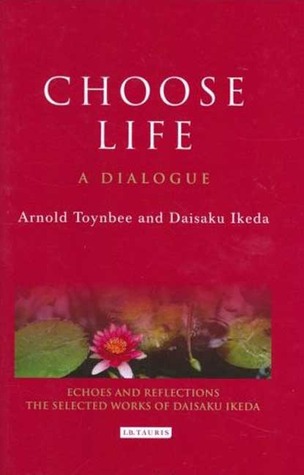 CHOOSE
LIFE
A DIALOGUE
Arnold Toynbee and Daisaku Ikeda
ECHOES AND REFLECTIONS
THE SELECTED WORKS OF DAISAKU IKEDA
I.B.TAURIS